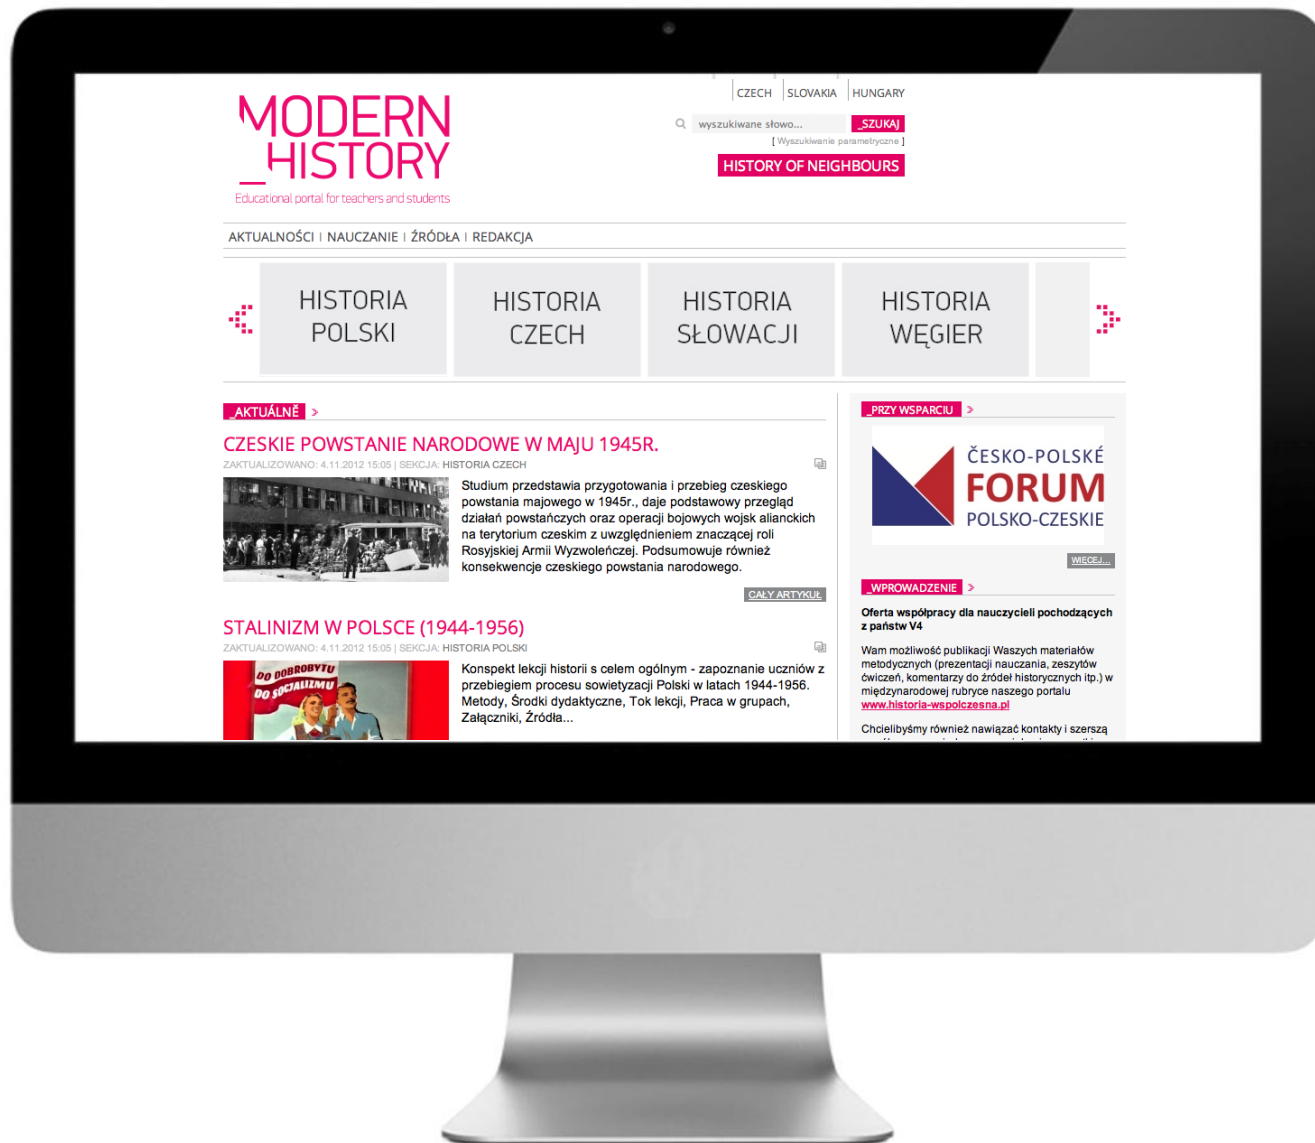 CZECH SLOVAKIA HUNGARY
MODERN
_HISTORY
Educational portal for teachers and students
wyszukiwane słowo... _SZUKAJ
[ Wyszukiwanie parametryczne ]
HISTORY OF NEIGHBOURS
AKTUALNOŚCI | NAUCZANIE | ŹRÓDŁA | REDAKCJA
HISTORIA
POLSKI
HISTORIA
CZECH
HISTORIA
SŁOWACJI
HISTORIA
WĘGIER
_AKTUÁLNĚ
CZESKIE POWSTANIE NARODOWE W MAJU 1945R.
ZAKTUALIZOWANO: 4.11.2012 15:05 | SEKCJA: HISTORIA CZECH
Studium przedstawia przygotowania i przebieg czeskiego
powstania majowego w 1945r., daje podstawowy przegląd
działań powstańczych oraz operacji bojowych wojsk alianckich
na terytorium czeskim z uwzględnieniem znaczącej roli
Rosyjskiej Armii Wyzwoleńczej. Podsumowuje również
konsekwencje czeskiego powstania narodowego.
CAŁY ARTYKUŁ
STALINIZM W POLSCE (1944-1956)
ZAKTUALIZOWANO: 4.11.2012 15:05 | SEKCJA: HISTORIA POLSKI
DO DOBROBYTU
DO SOCJALIZMU
Konspekt lekcji historii s celem ogólnym - zapoznanie uczniów z
przebiegiem procesu sowietyzacji Polski w latach 1944-1956.
Metody, Środki dydaktyczne, Tok lekcji, Praca w grupach,
Załączniki, Źródła...
_PRZY WSPARCIU
ČESKO-POLSKÉ
FORUM
POLSKO-CZESKIE
WIĘCEJ...
_WPROWADZENIE
Oferta współpracy dla nauczycieli pochodzących
z państw V4
Wam możliwość publikacji Waszych materiałów
metodycznych (prezentacji nauczania, zeszytów
ćwiczeń, komentarzy do źródeł historycznych itp.) w
międzynarodowej rubryce naszego portalu
www.historia-wspolczesna.pl
Chcielibyśmy również nawiązać kontakty i szerszą